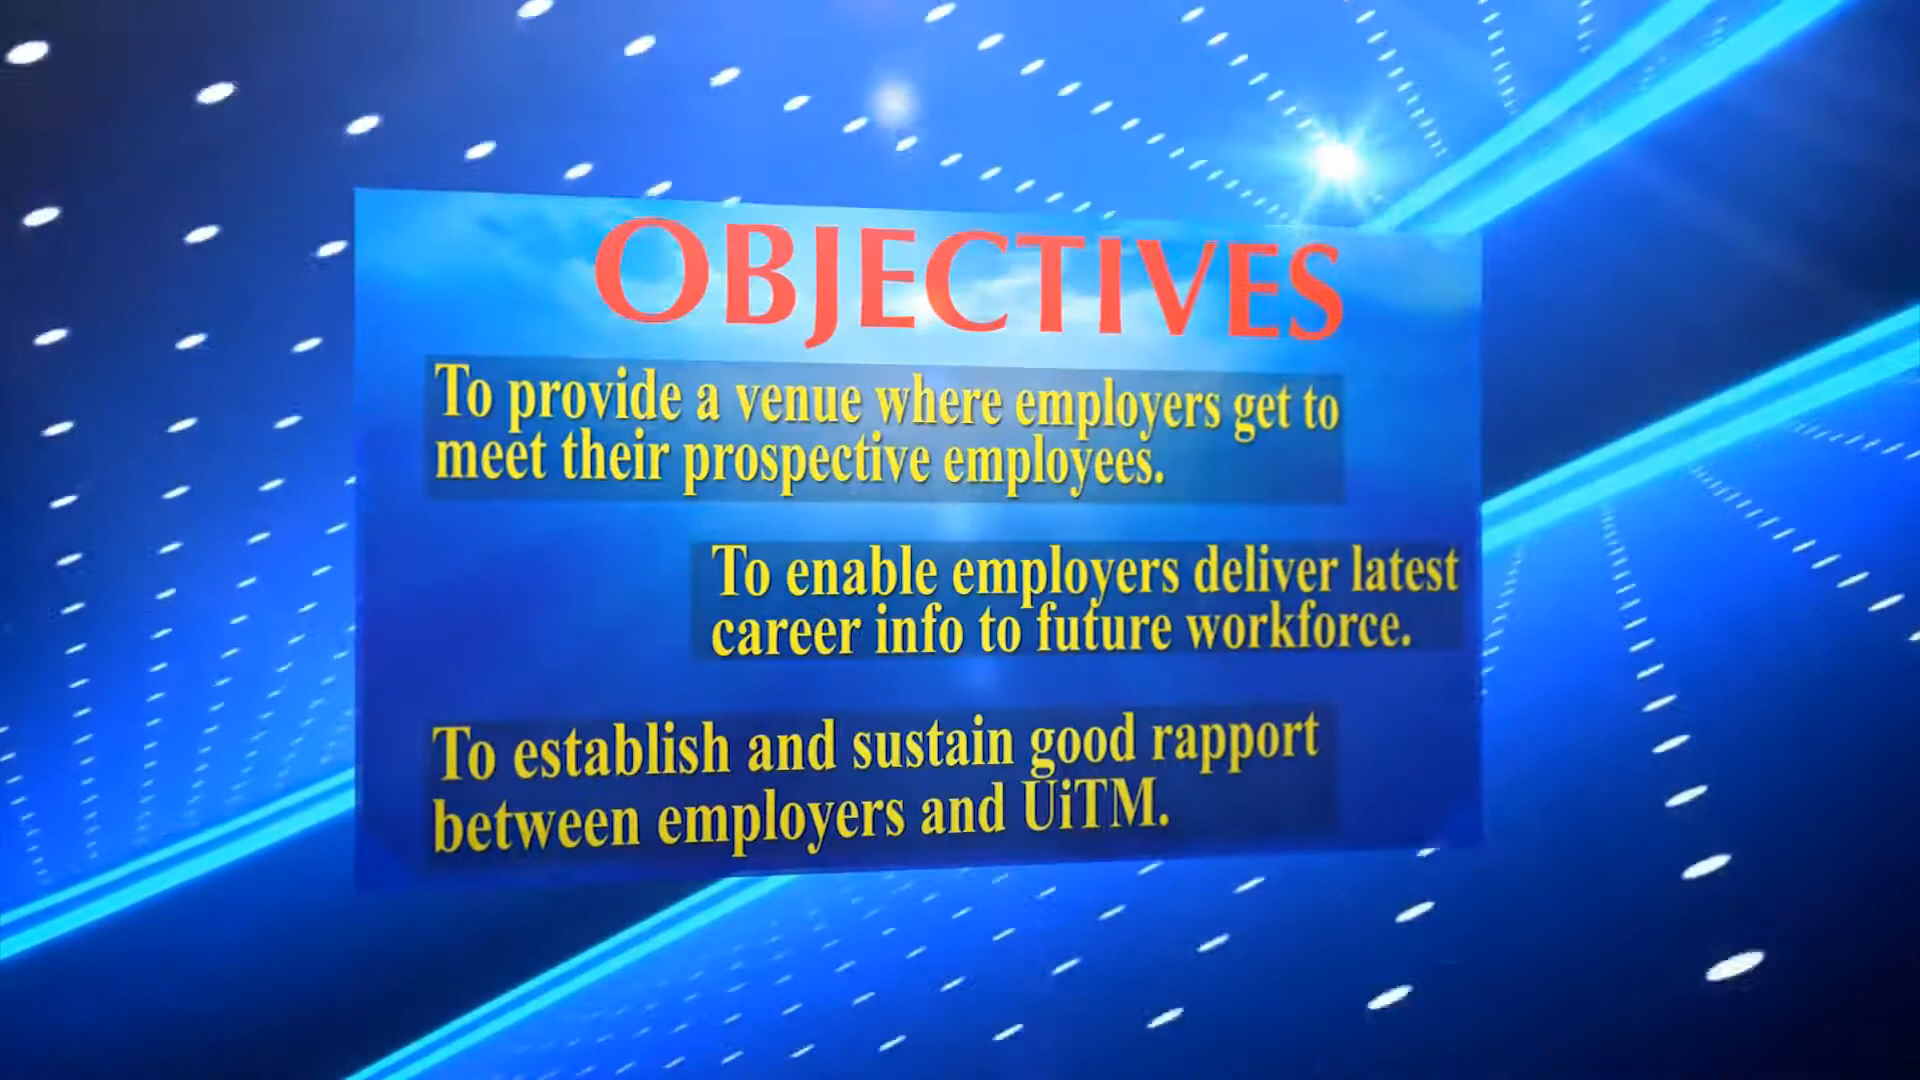 OBJECTIVES
To provide a venue where employers get to
meet their prospective employees.
To enable employers deliver latest
career info to future workforce.
To establish and sustain good rapport
between employers and UiTM.